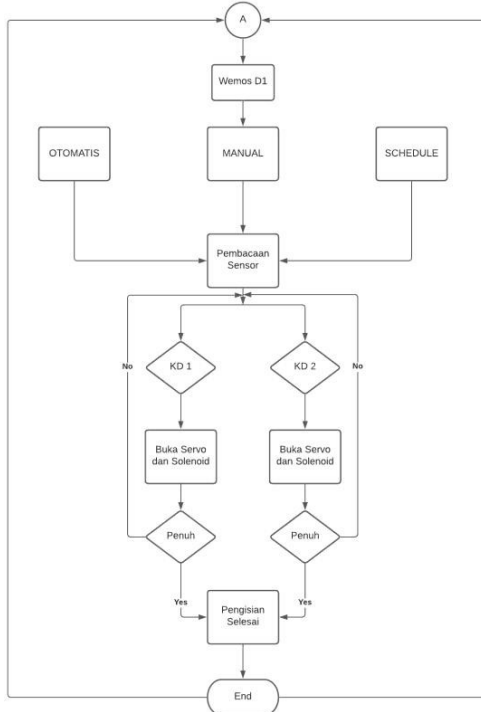 A
Wemos D1
OTOMATIS
MANUAL
SCHEDULE
Pembacaan
Sensor
No
KD 1
KD 2
No
Buka Servo
dan Solenoid
Buka Servo
dan Solenoid
Penuh
Penuh
Yes
Yes
Pengisian
Selesai
End